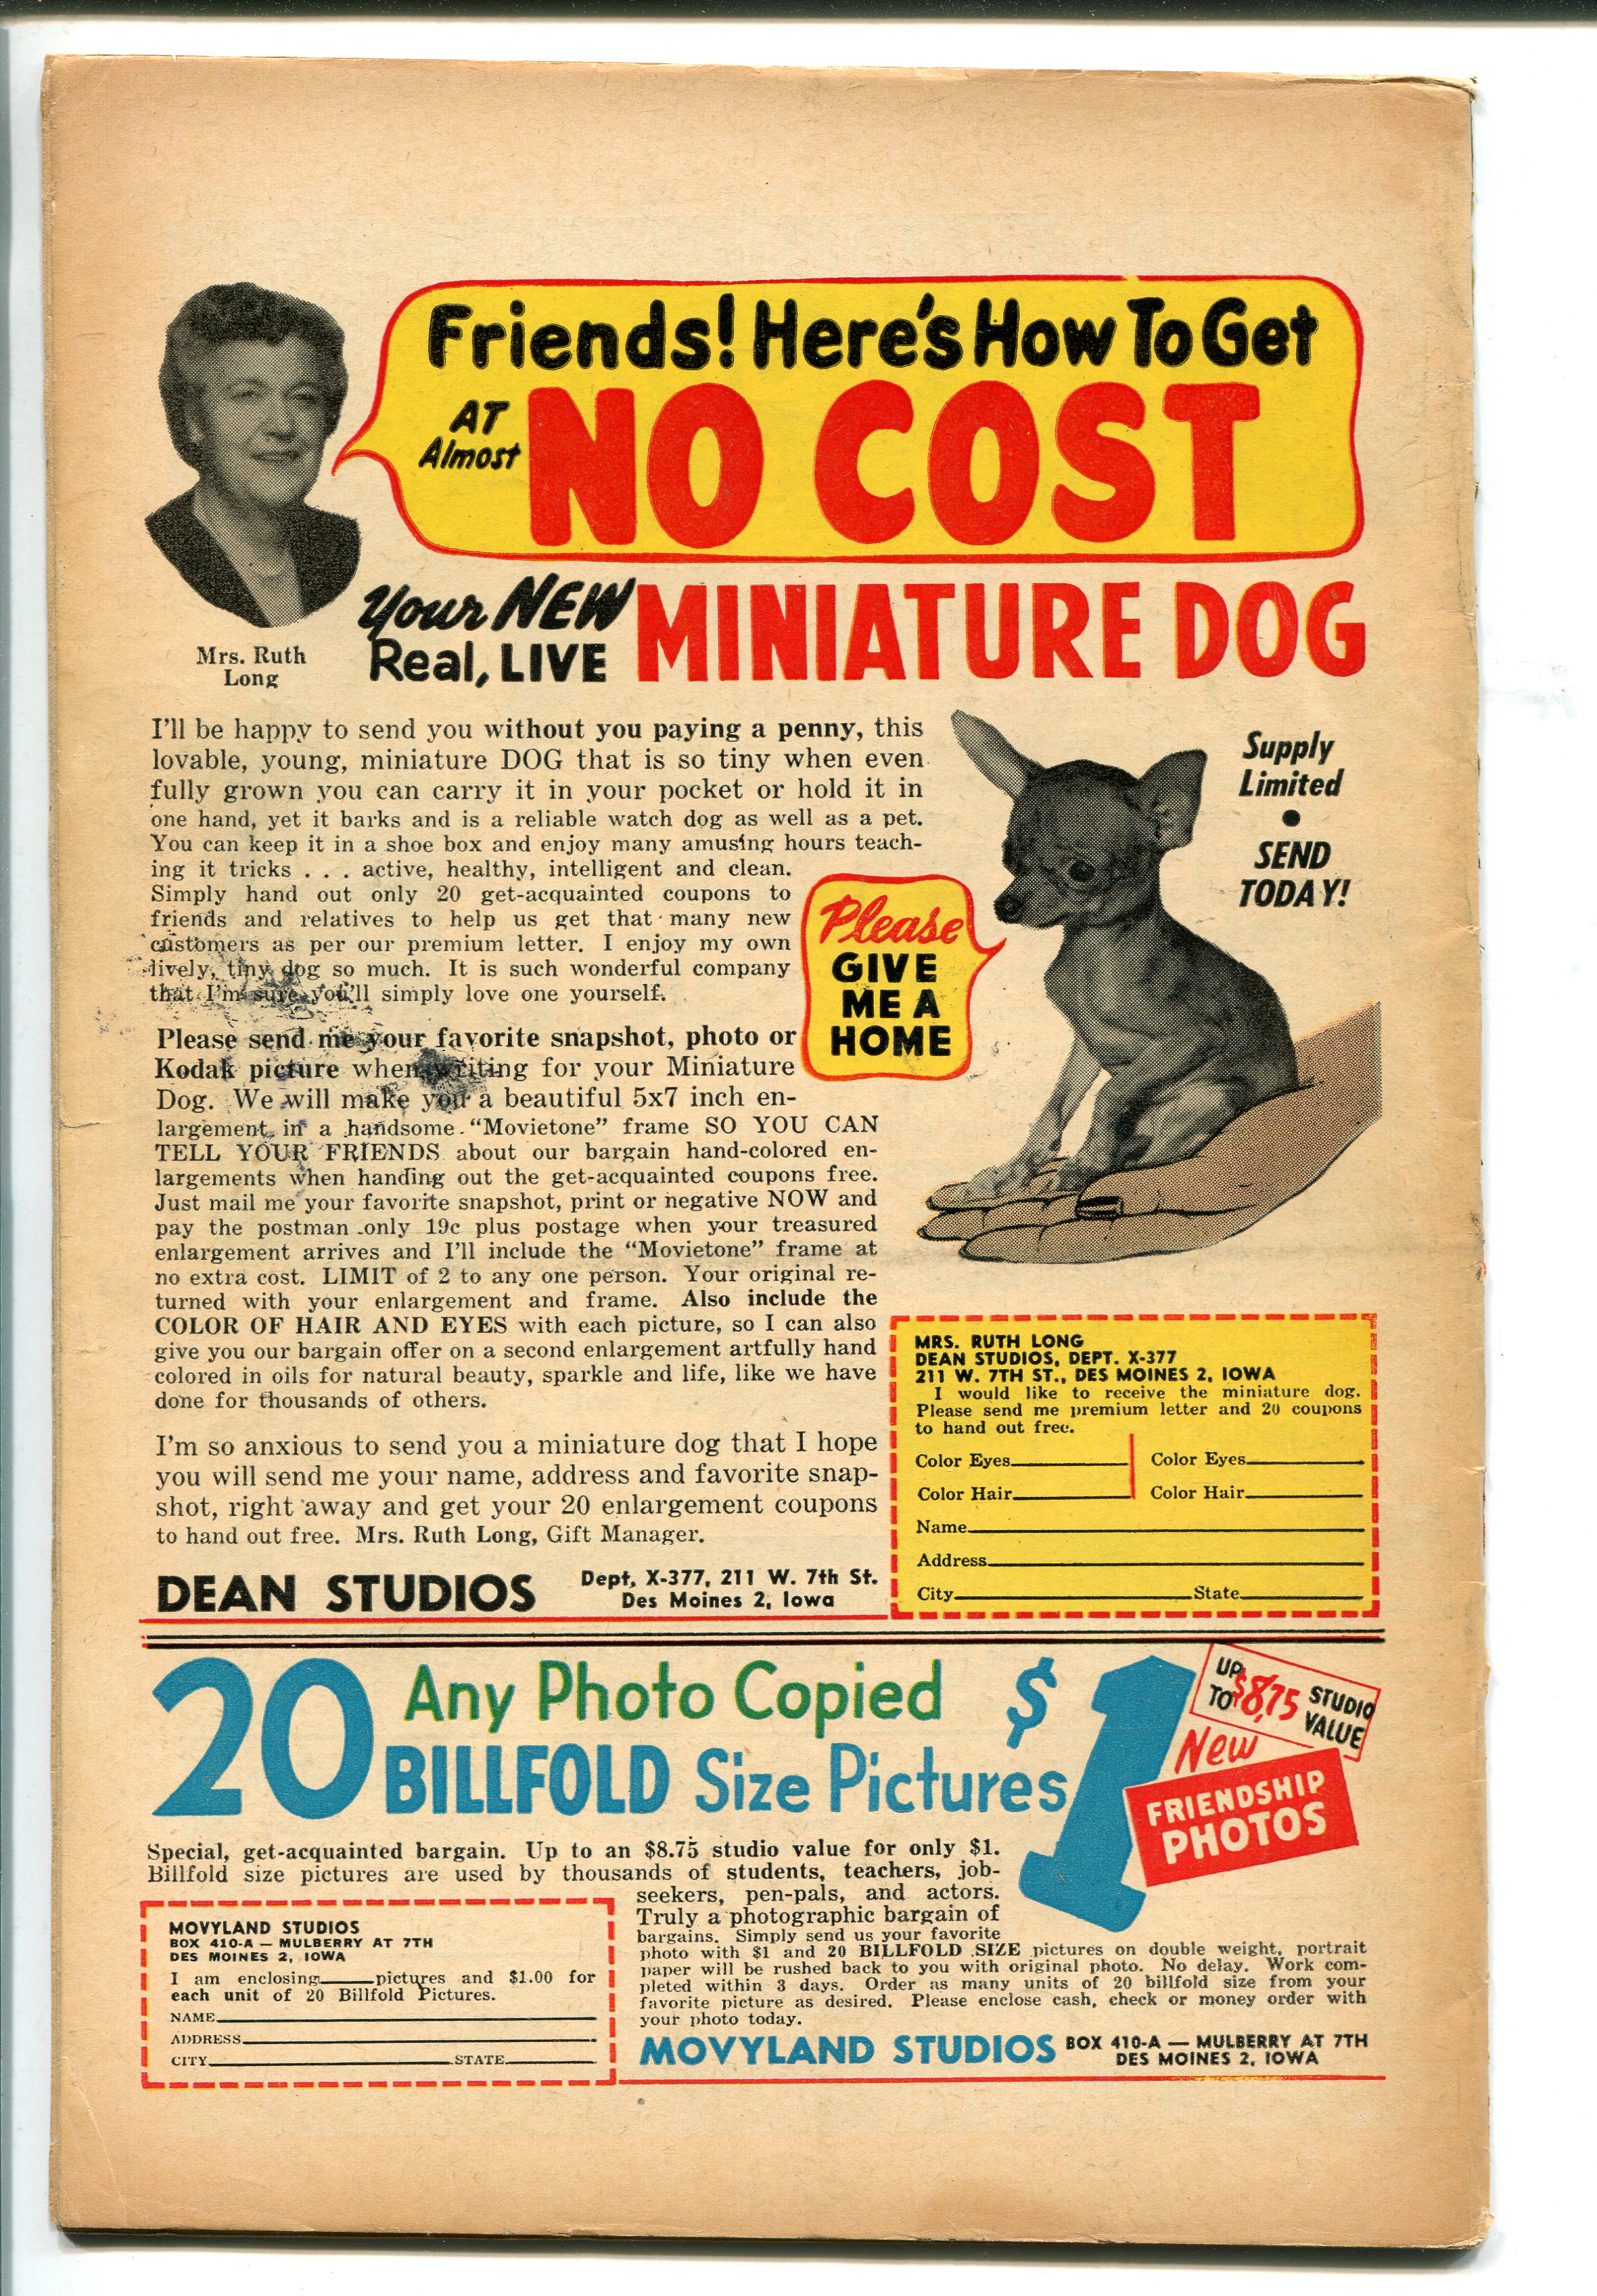 Friends! Here's How To Get
AT Almost NO COST
Your NEW Real, LIVE MINIATURE DOG
Mrs. Ruth
Long
I'll be happy to send you without you paying a penny, this
lovable, young, miniature DOG that is so tiny when even
fully grown you can carry it in your pocket or hold it in
one hand, yet it barks and is a reliable watch dog as well as a pet.
You can keep it in a shoe box and enjoy many amusing hours teach-
ing it tricks . . . active, healthy, intelligent and clean.
Simply hand out only 20 get-acquainted coupons to
friends and relatives to help us get that many new
customers as per our premium letter. I enjoy my own
lively, tiny dog so much. It is such wonderful company
that I'm sure you'll simply love one yourself.
Supply
Limited
•
SEND
TODAY!
Please
GIVE
ME A
HOME
Please send me your favorite snapshot, photo or
Kodak picture when writing for your Miniature
Dog. We will make you a beautiful 5x7 inch en-
largement in a handsome "Movietone" frame SO YOU CAN
TELL YOUR FRIENDS about our bargain hand-colored en-
largements when handing out the get-acquainted coupons free.
Just mail me your favorite snapshot, print or negative NOW and
pay the postman only 19c plus postage when your treasured
enlargement arrives and I'll include the "Movietone" frame at
no extra cost. LIMIT of 2 to any one person. Your original re-
turned with your enlargement and frame. Also include the
COLOR OF HAIR AND EYES with each picture, so I can also
give you our bargain offer on a second enlargement artfully hand
colored in oils for natural beauty, sparkle and life, like we have
done for thousands of others.
I'm so anxious to send you a miniature dog that I hope
you will send me your name, address and favorite snap-
shot, right away and get your 20 enlargement coupons
to hand out free. Mrs. Ruth Long, Gift Manager.
DEAN STUDIOS Dept, X-377, 211 W. 7th St.
Des Moines 2, Iowa
MRS. RUTH LONG
DEAN STUDIOS, DEPT. X-377
211 W. 7TH ST., DES MOINES 2, IOWA
I would like to receive the miniature dog.
Please send me premium letter and 20 coupons
to hand out free.
Color Eyes Color Eyes
Color Hair Color Hair
Name
Address
City State
20 Any Photo Copied $1
BILLFOLD Size Pictures
UP TO $8.75 STUDIO VALUE
New
FRIENDSHIP
PHOTOS
Special, get-acquainted bargain. Up to an $8.75 studio value for only $1.
Billfold size pictures are used by thousands of students, teachers, job-
seekers, pen-pals, and actors.
Truly a photographic bargain of
bargains. Simply send us your favorite
photo with $1 and 20 BILLFOLD SIZE pictures on double weight, portrait
paper will be rushed back to you with original photo. No delay. Work com-
pleted within 3 days. Order as many units of 20 billfold size from your
favorite picture as desired. Please enclose cash, check or money order with
your photo today.
MOVYLAND STUDIOS BOX 410-A — MULBERRY AT 7TH
DES MOINES 2, IOWA
MOVYLAND STUDIOS
BOX 410-A — MULBERRY AT 7TH
DES MOINES 2, IOWA
I am enclosing pictures and $1.00 for
each unit of 20 Billfold Pictures.
NAME
ADDRESS
CITY STATE